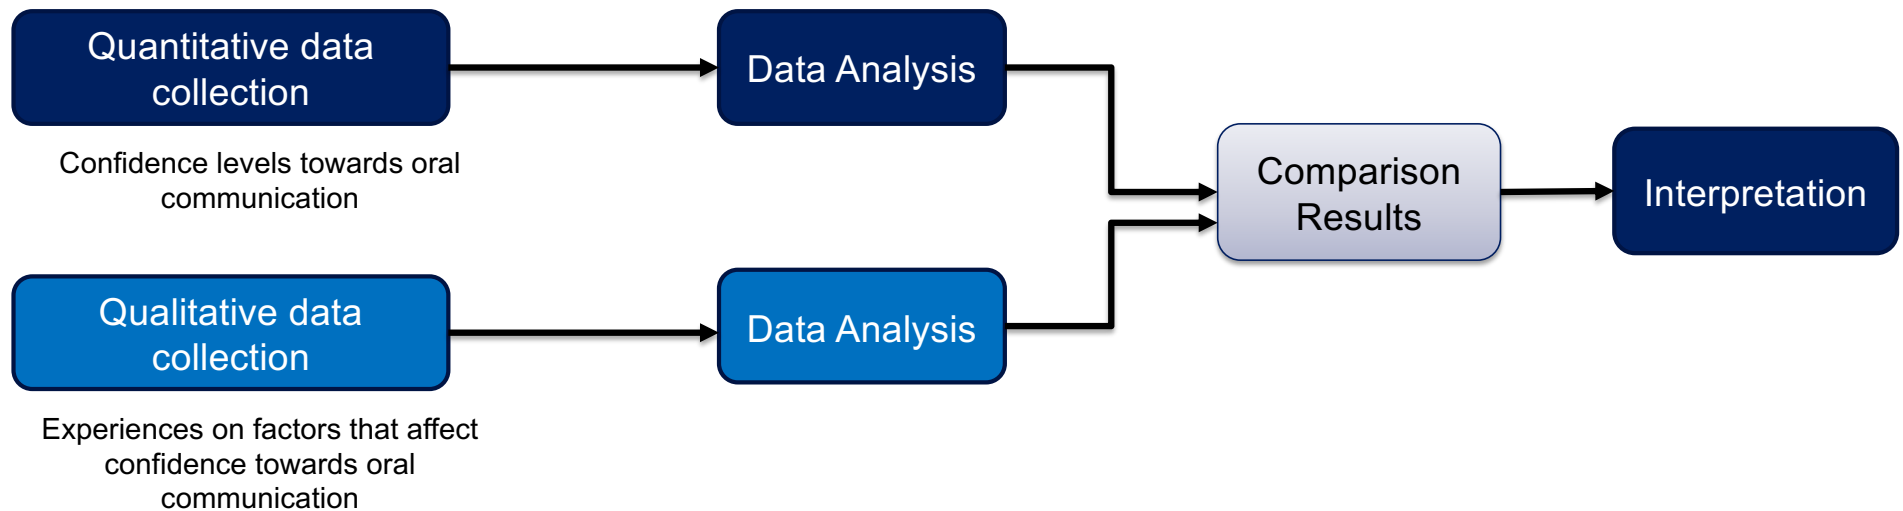 Quantitative data
collection
Data Analysis
Confidence levels towards oral
communication
Comparison
Results
Interpretation
Qualitative data
collection
Data Analysis
Experiences on factors that affect
confidence towards oral
communication